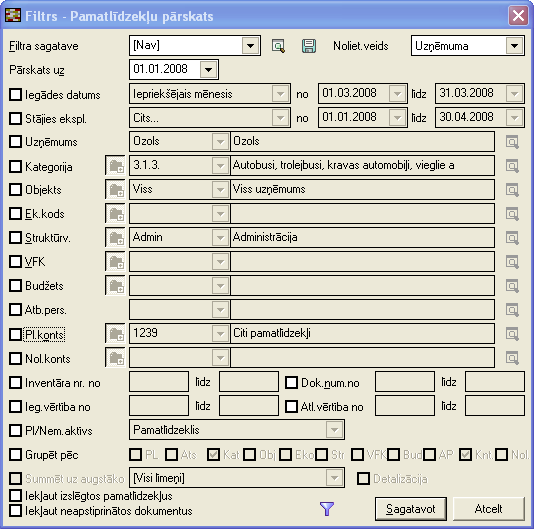 Filtrs - Pamatlīdzekļu pārskats
Filtra sagatave [Nav] Noliet.veids Uzņēmuma
Pārskats uz 01.01.2008
Iegādes datums Iepriekšējais mēnesis no 01.03.2008 līdz 31.03.2008
Stājies ekspl. Cits... no 01.01.2008 līdz 30.04.2008
Uzņēmums Ozols Ozols
Kategorija 3.1.3. Autobusi, trolejbusi, kravas automobiļi, vieglie a
Objekts Viss Viss uzņēmums
Ek.kods
Struktūrv. Admin Administrācija
VFK
Budžets
Atb.pers.
Pl.konts 1239 Citi pamatlīdzekļi
Nol.konts
Inventāra nr. no līdz Dok.num.no līdz
Ieg.vērtība no līdz Atl.vērtība no līdz
Pl/Nem.aktīvs Pamatlīdzeklis
Grupēt pēc PL Ats Kat Obj Eko Str VFK Bud AP Knt Nol.
Summēt uz augstāko [Visi līmeņi] Detalizācija
Iekļaut izslēgtos pamatlīdzekļus
Iekļaut neapstiprinātos dokumentus
Sagatavot Atcelt